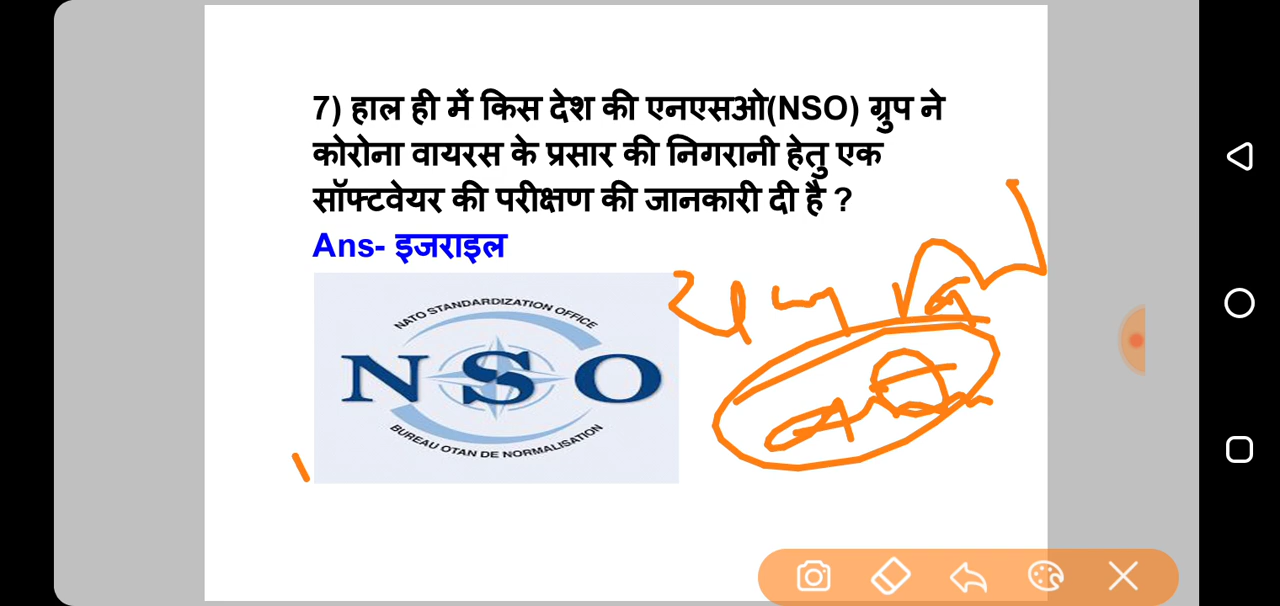 7) हाल ही में किस देश की एनएसओ(NSO) ग्रुप ने
कोरोना वायरस के प्रसार की निगरानी हेतु एक
सॉफ्टवेयर की परीक्षण की जानकारी दी है ?
Ans- इजराइल
NATO STANDARDIZATION OFFICE
NSO
BUREAU OTAN DE NORMALISATION